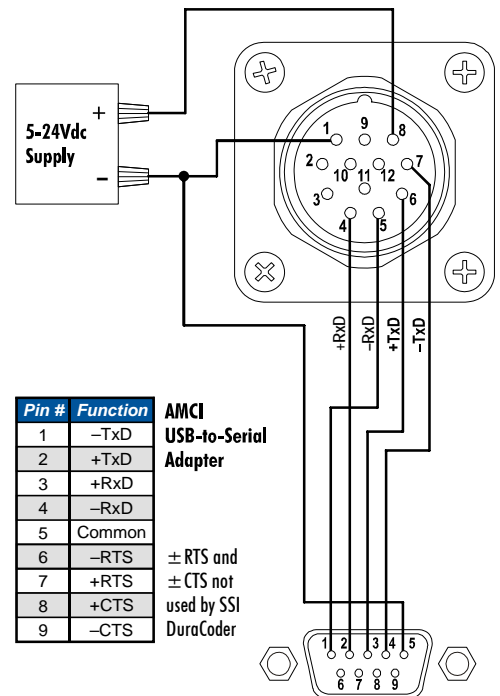 5-24Vdc
Supply
+
–
1
9
8
2
10
11
12
7
3
6
4
5
+RxD
–RxD
+TxD
–TxD
Pin # Function
1 –TxD
2 +TxD
3 +RxD
4 –RxD
5 Common
6 –RTS
7 +RTS
8 +CTS
9 –CTS
AMCI
USB-to-Serial
Adapter
± RTS and
± CTS not
used by SSI
DuraCoder
1 2 3 4 5
6 7 8 9